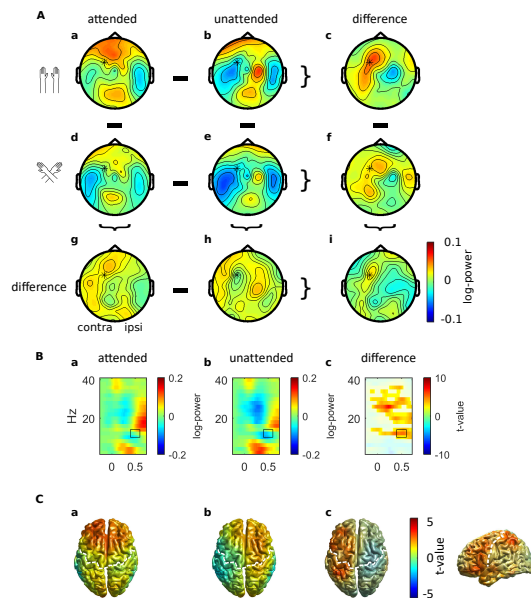 attended unattended difference
A
a b c
}
d e f
}
g h i
}
0.1
0
-0.1
log-power
difference
contra ipsi
B
attended unattended difference
a b c
40 0.2 40 0.2 40 10
Hz 20 0 log-power 20 0 log-power 20 0 t-value
-0.2 -0.2 -10
0 0.5 0 0.5 0 0.5
C
a b c
5
0
-5
t-value